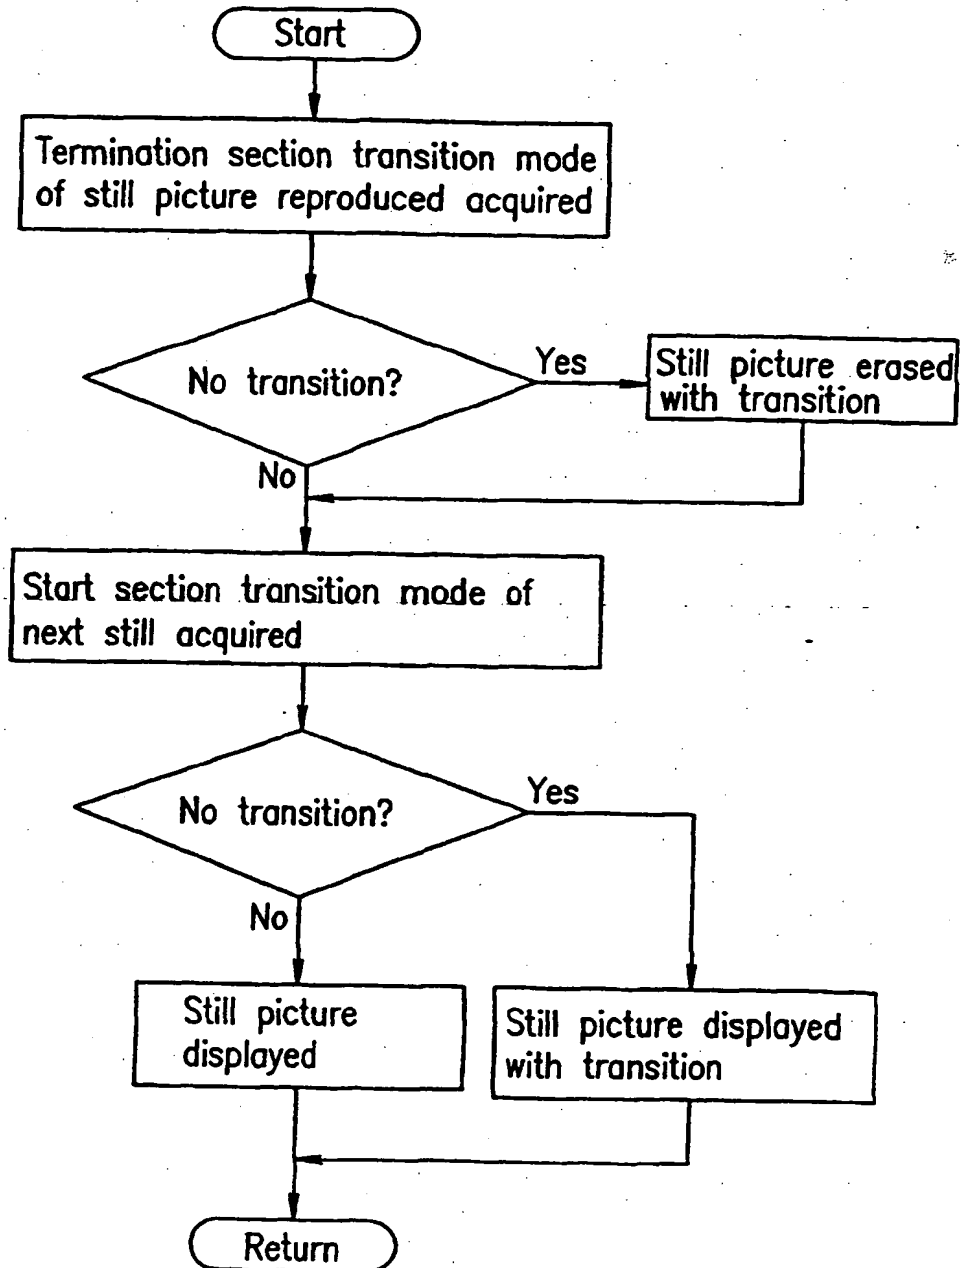 Start
Termination section transition mode
of still picture reproduced acquired
No transition?
Yes
Still picture erased
with transition
No
Start section transition mode of
next still acquired
No transition?
Yes
No
Still picture
displayed
Still picture displayed
with transition
Return